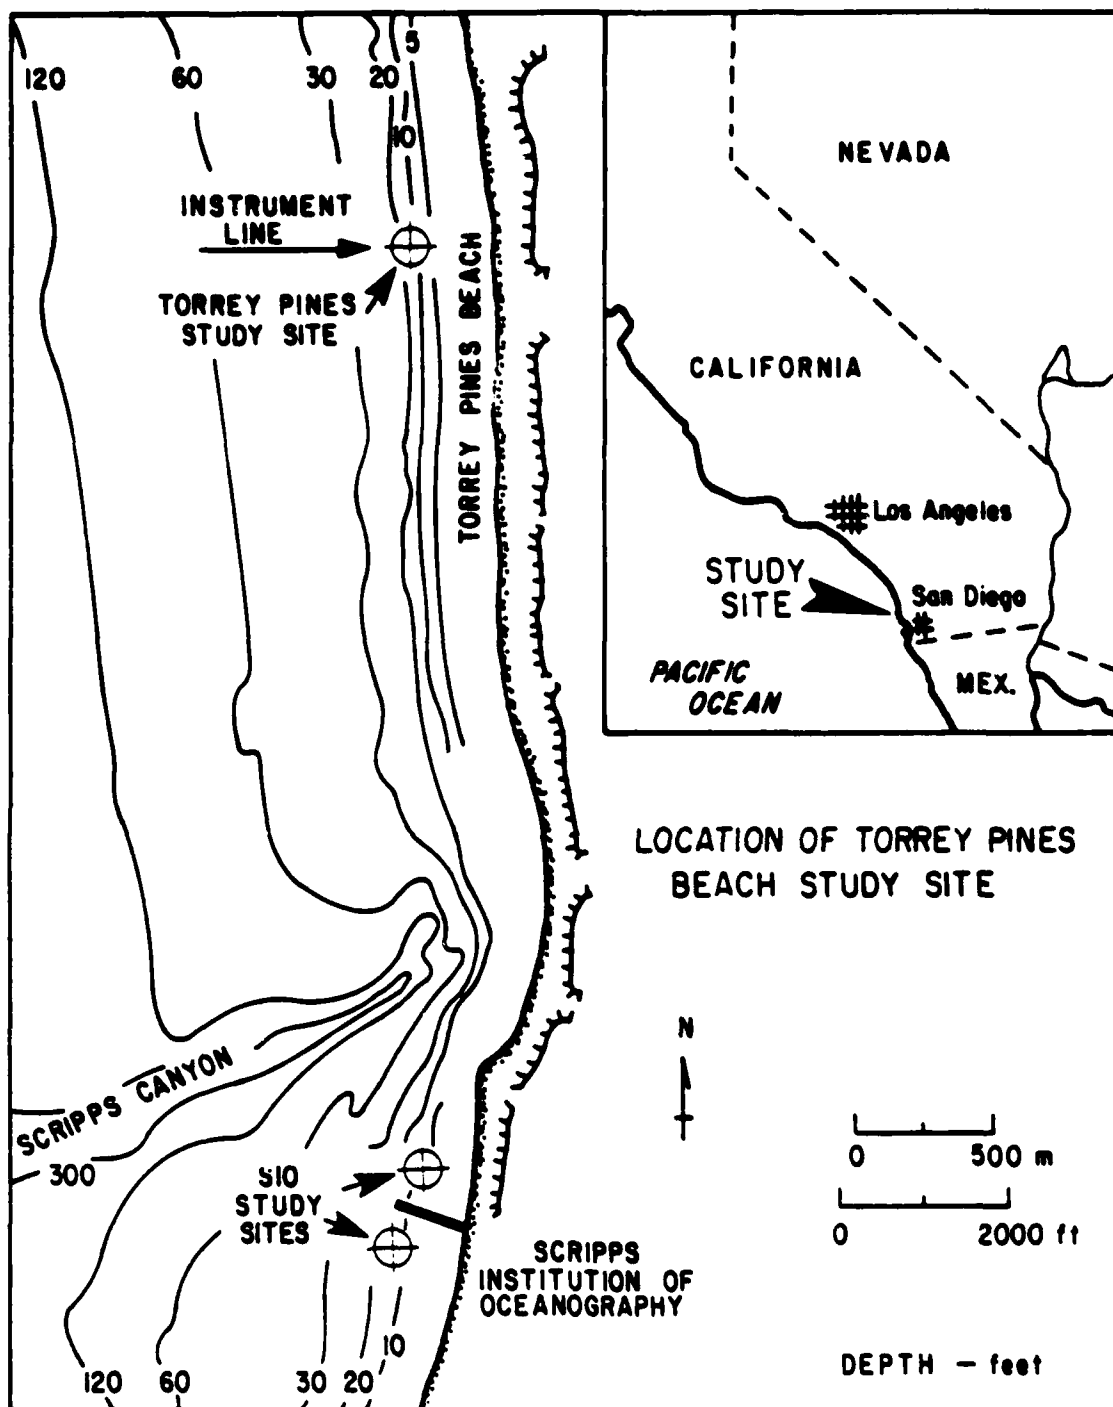 120
60
30
20
5
10
INSTRUMENT
LINE
TORREY PINES
STUDY SITE
TORREY PINES BEACH
NEVADA
CALIFORNIA
Los Angeles
STUDY
SITE
San Diego
PACIFIC
OCEAN
MEX.
LOCATION OF TORREY PINES
BEACH STUDY SITE
N
0 500 m
0 2000 ft
SCRIPPS CANYON
300
SIO
STUDY
SITES
SCRIPPS
INSTITUTION OF
OCEANOGRAPHY
10
120
60
30
20
DEPTH – feet